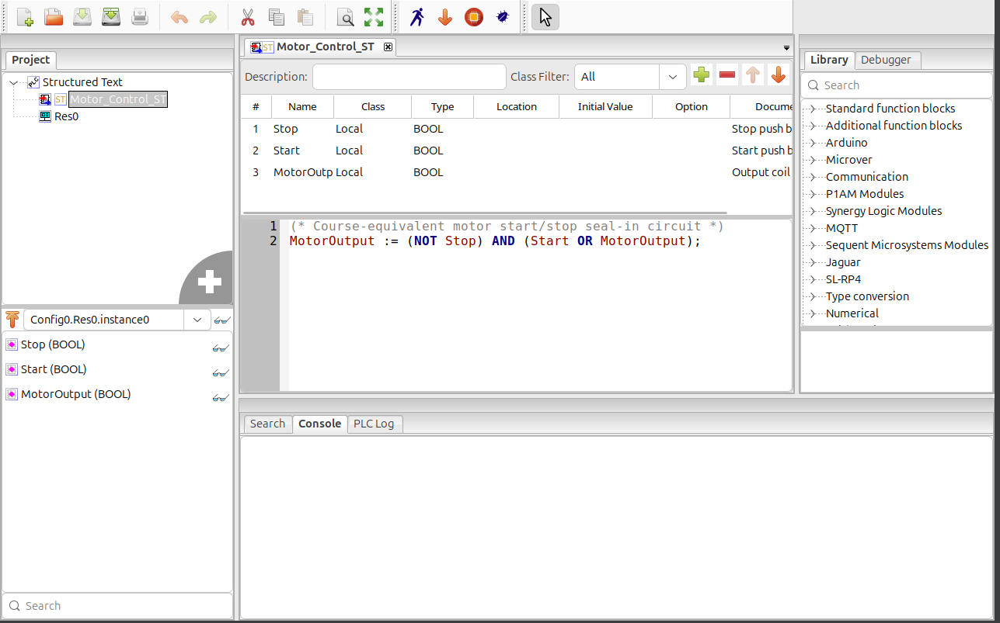 Project
Structured Text
ST Motor_Control_ST
Res0
Config0.Res0.instance0
Stop (BOOL)
Start (BOOL)
MotorOutput (BOOL)
Search
ST Motor_Control_ST
Description: Class Filter: All
# Name Class Type Location Initial Value Option Docume
1 Stop Local BOOL Stop push b
2 Start Local BOOL Start push b
3 MotorOutp Local BOOL Output coil
1 (* Course-equivalent motor start/stop seal-in circuit *)
2 MotorOutput := (NOT Stop) AND (Start OR MotorOutput);
Search Console PLC Log
Library Debugger
Search
Standard function blocks
Additional function blocks
Arduino
Microver
Communication
P1AM Modules
Synergy Logic Modules
MQTT
Sequent Microsystems Modules
Jaguar
SL-RP4
Type conversion
Numerical